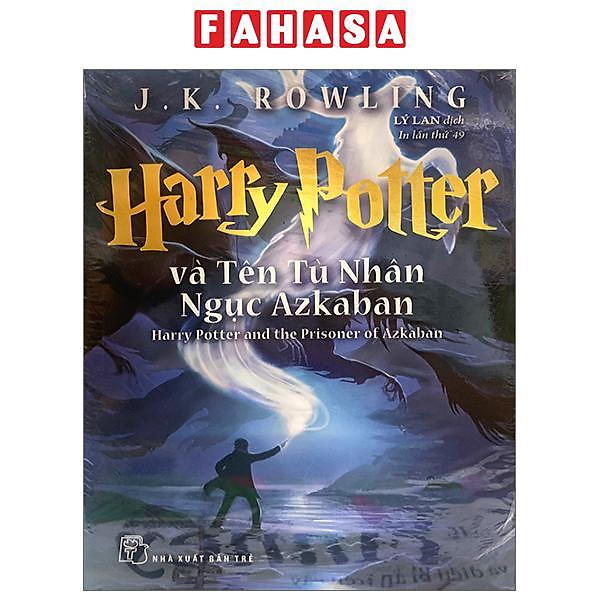 FAHASA
J.K. ROWLING
LÝ LAN dịch
In lần thứ 49
Harry Potter
và Tên Tù Nhân
Ngục Azkaban
Harry Potter and the Prisoner of Azkaban
NHÀ XUẤT BẢN TRẺ